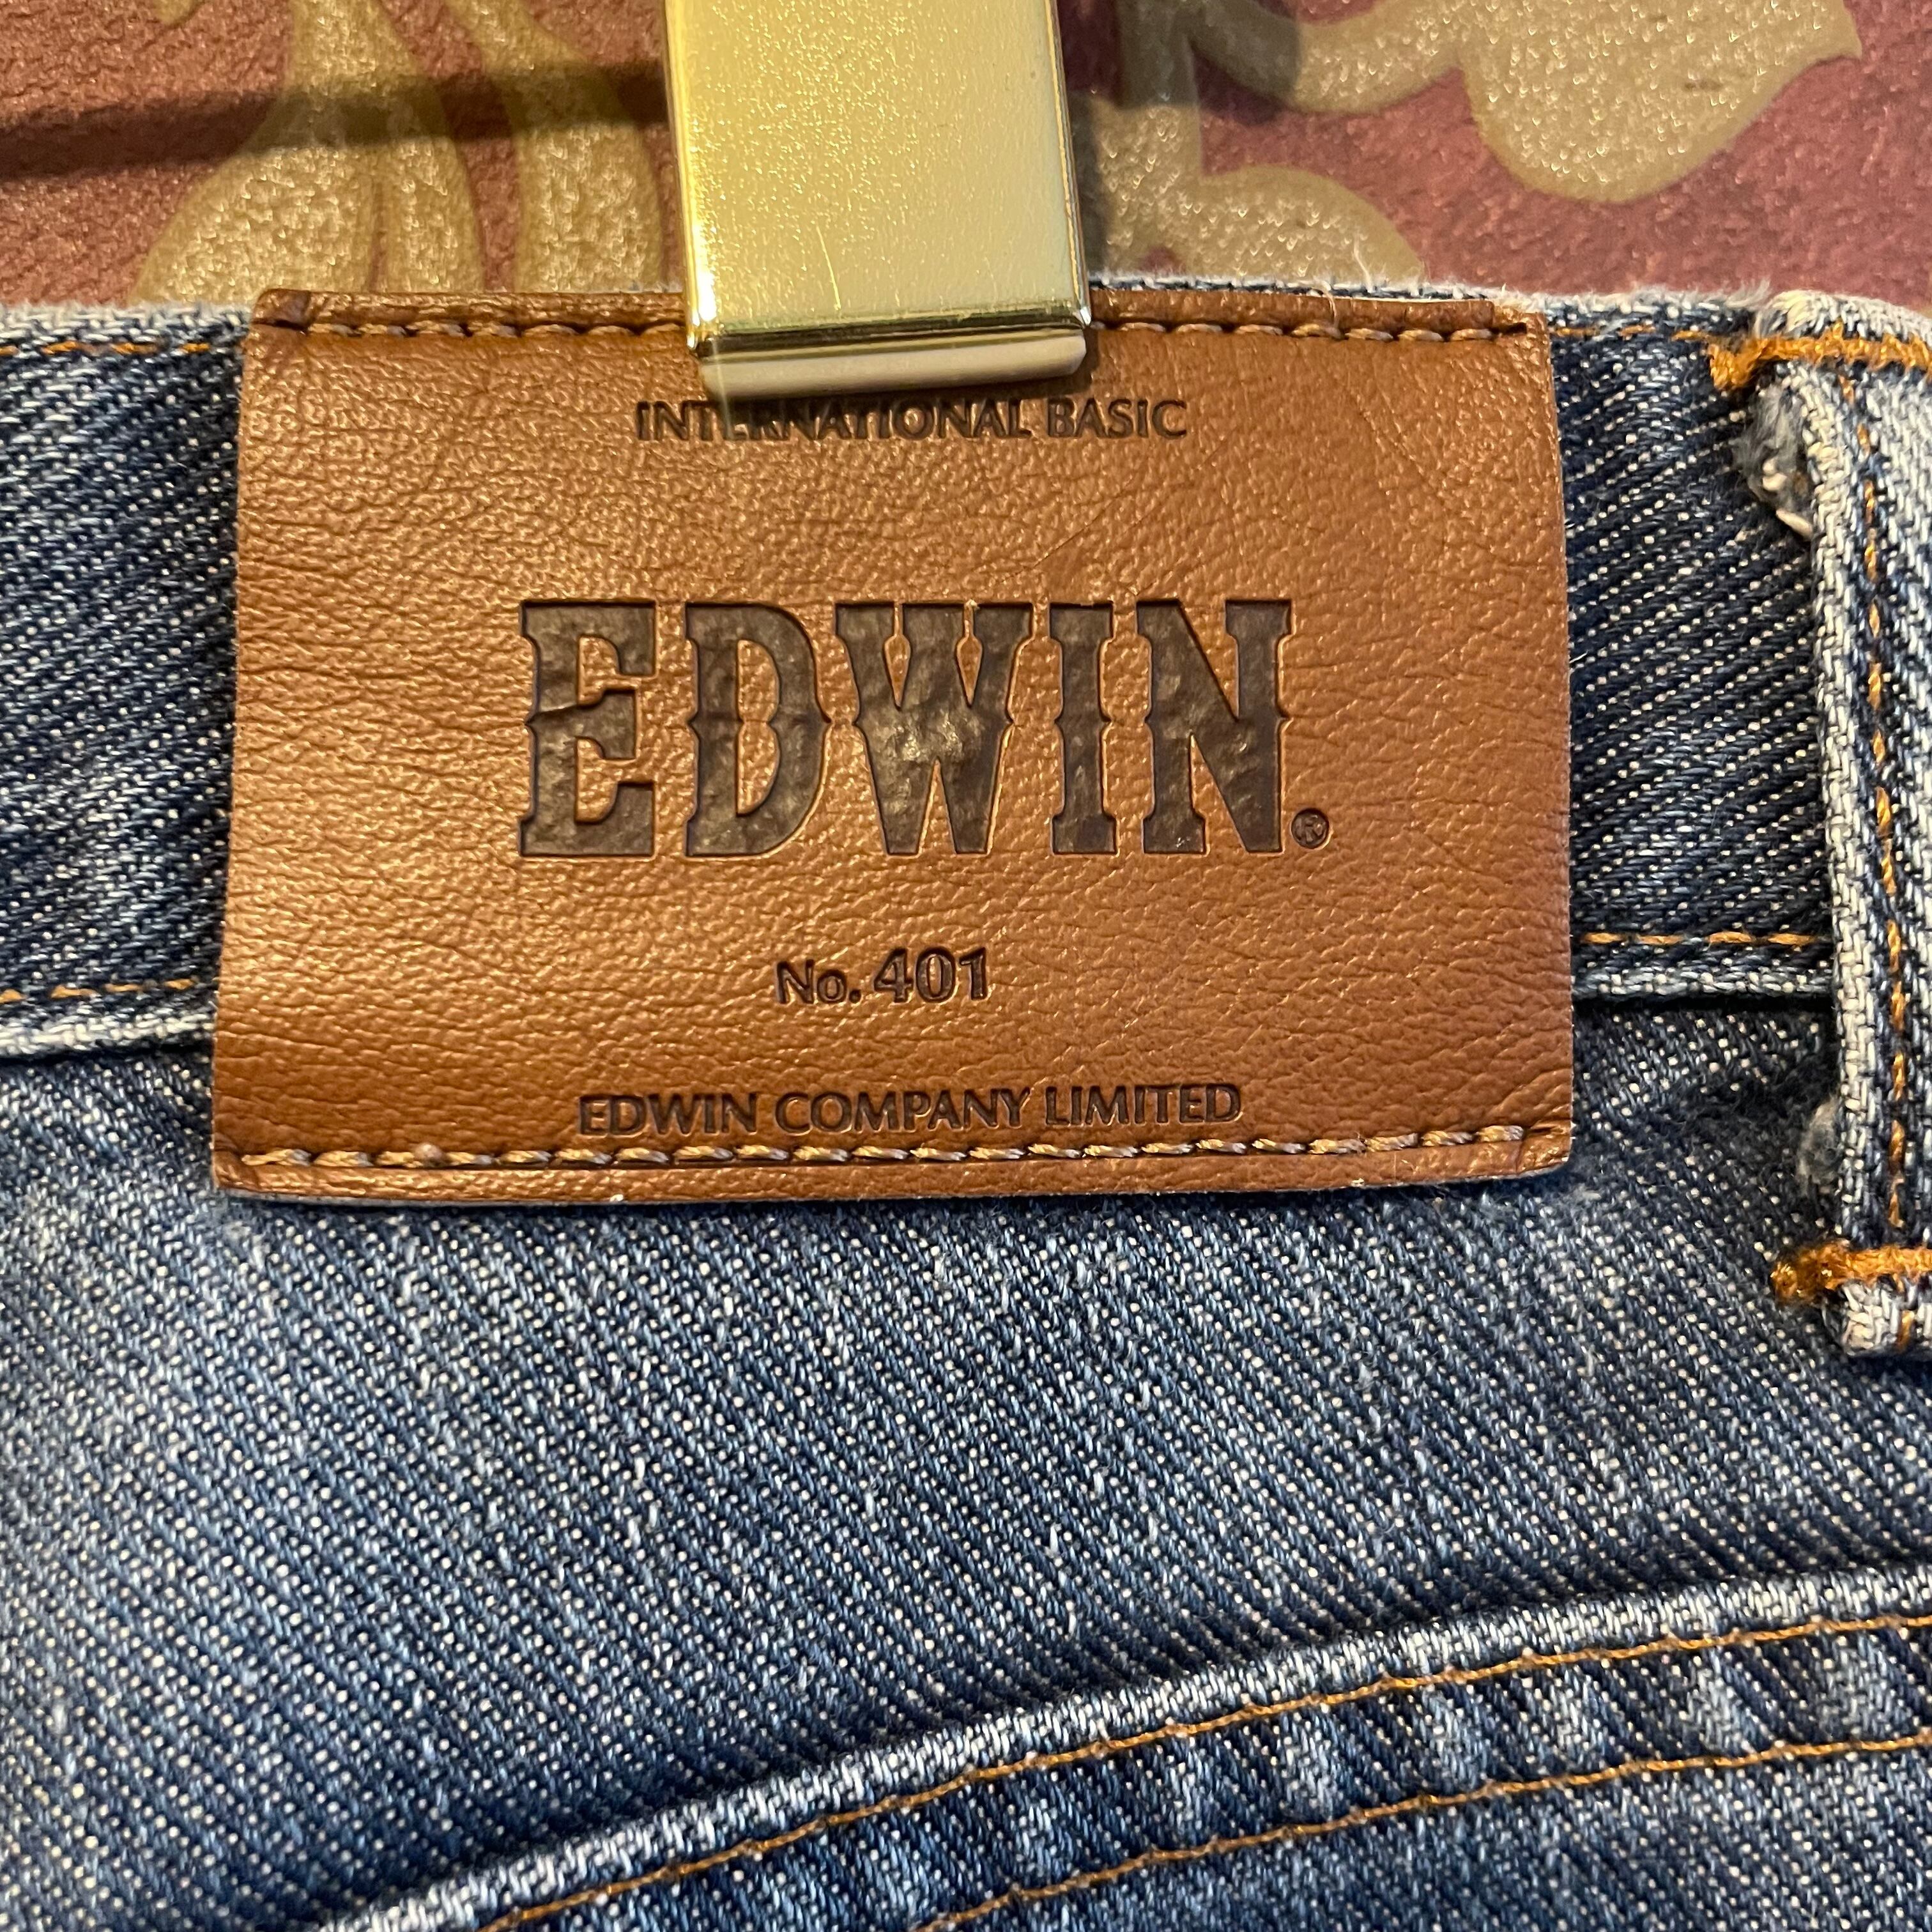 INTERNATIONAL BASIC
EDWIN.®
No. 401
EDWIN COMPANY LIMITED